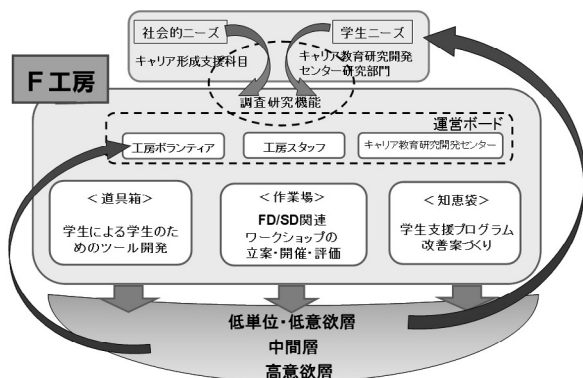 社会的ニーズ
学生ニーズ
キャリア形成支援科目
キャリア教育研究開発
センター研究部門
F工房
調査研究機能
運営ボード
工房ボランティア
工房スタッフ
キャリア教育研究開発センター
＜道具箱＞
学生による学生のた
めのツール開発
＜作業場＞
FD/SD関連
ワークショップの
立案・開催・評価
＜知恵袋＞
学生支援プログラム
改善案づくり
低単位・低意欲層
中間層
高意欲層